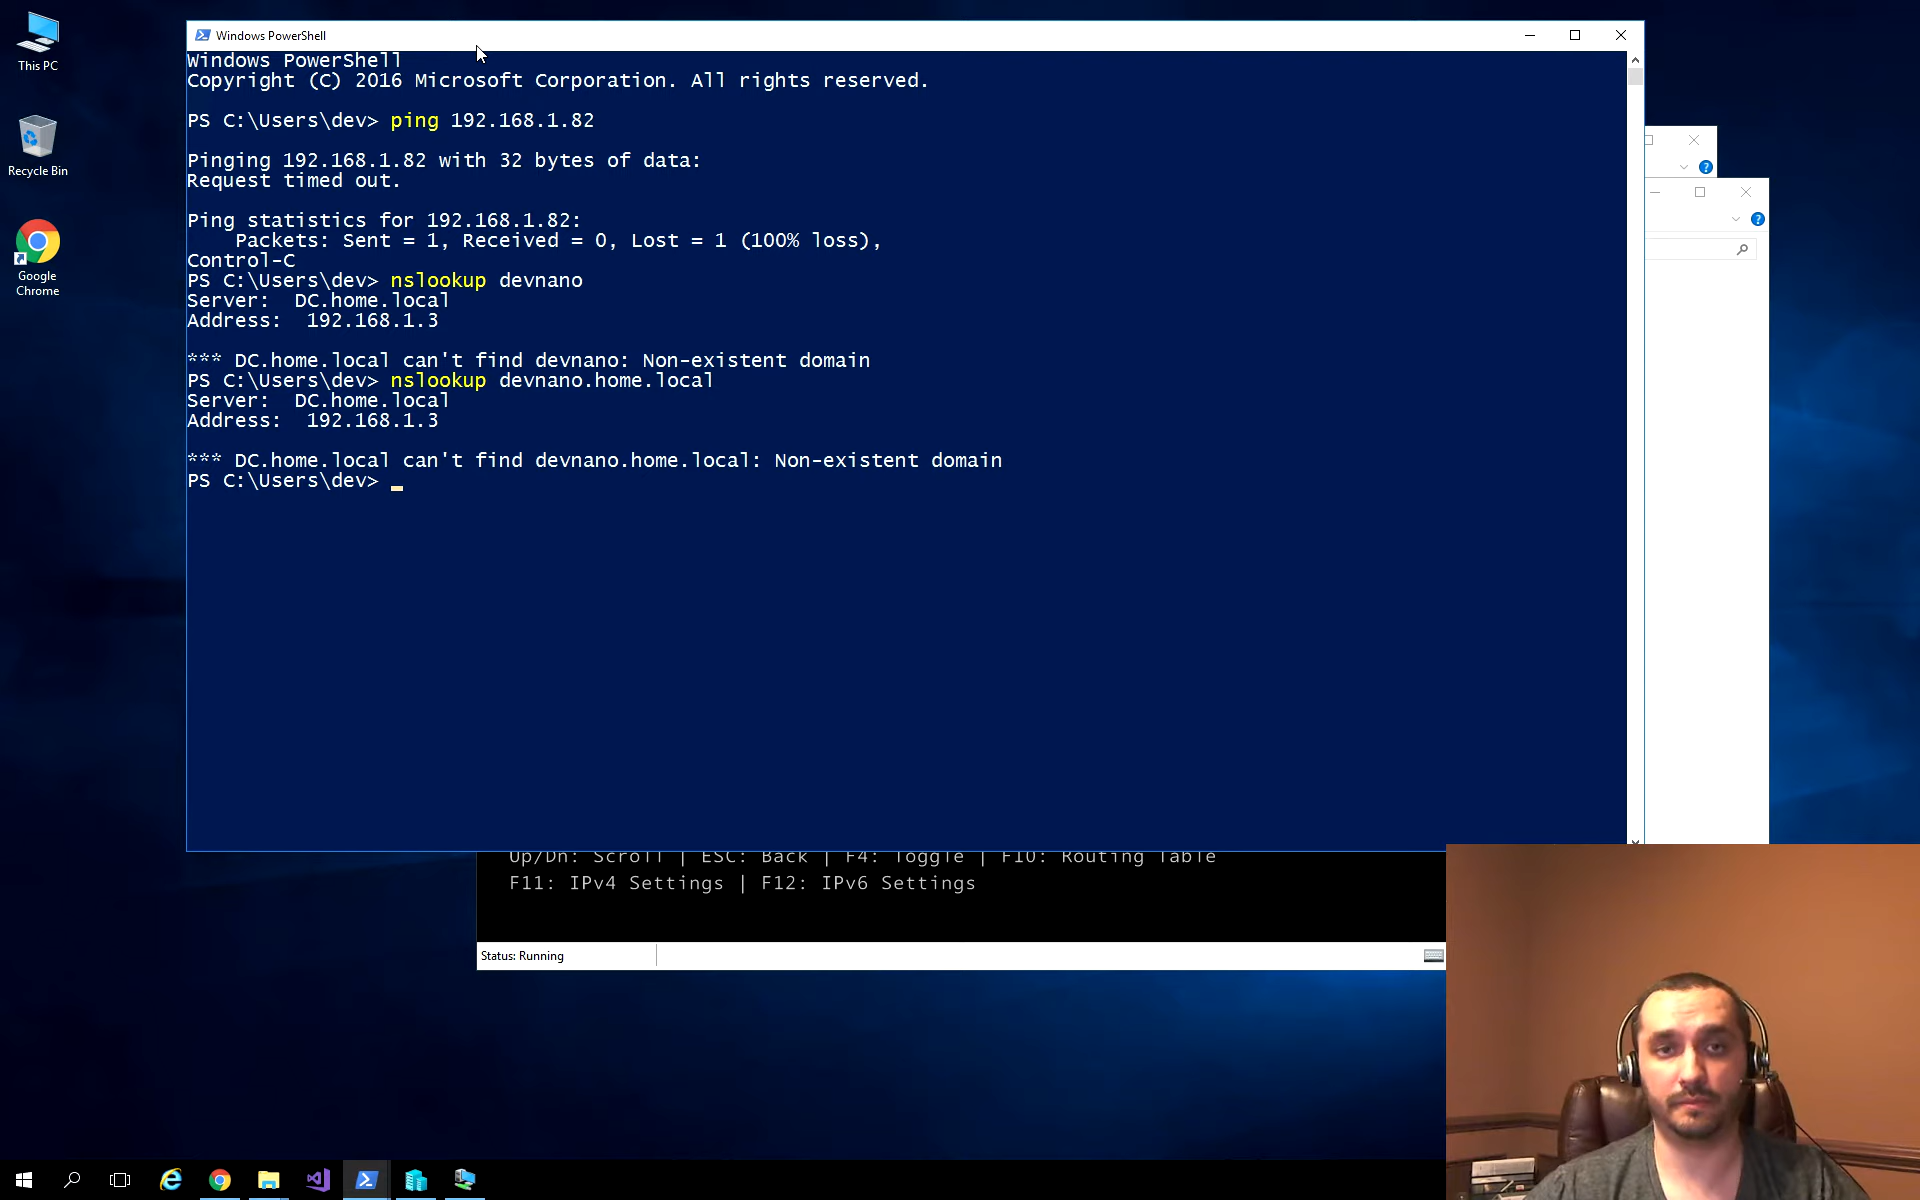 This PC
Recycle Bin
Google
Chrome
Windows PowerShell
Windows PowerShell
Copyright (C) 2016 Microsoft Corporation. All rights reserved.
PS C:\Users\dev> ping 192.168.1.82
Pinging 192.168.1.82 with 32 bytes of data:
Request timed out.
Ping statistics for 192.168.1.82:
Packets: Sent = 1, Received = 0, Lost = 1 (100% loss),
Control-C
PS C:\Users\dev> nslookup devnano
Server:  DC.home.local
Address:  192.168.1.3
*** DC.home.local can't find devnano: Non-existent domain
PS C:\Users\dev> nslookup devnano.home.local
Server:  DC.home.local
Address:  192.168.1.3
*** DC.home.local can't find devnano.home.local: Non-existent domain
PS C:\Users\dev>
Up/Dn: Scroll | ESC: Back | F4: Toggle | F10: Routing Table
F11: IPv4 Settings | F12: IPv6 Settings
Status: Running